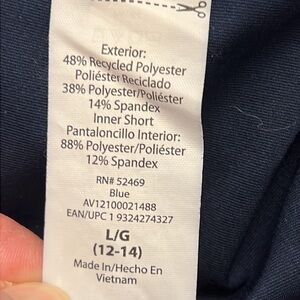 Exterior:
48% Recycled Polyester
Poliéster Reciclado
38% Polyester/Poliéster
14% Spandex
Inner Short
Pantaloncillo Interior:
88% Polyester/Poliéster
12% Spandex
RN# 52469
Blue
AV12100021488
EAN/UPC 1 9324274327
L/G
(12-14)
Made In/Hecho En
Vietnam